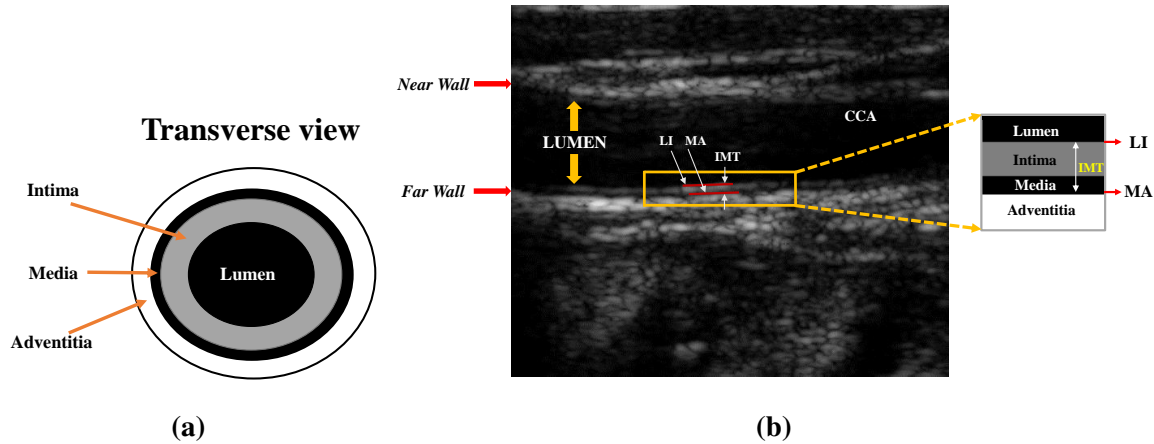 Transverse view
Intima
Media
Adventitia
Lumen
(a)
Near Wall
LUMEN
Far Wall
CCA
LI MA IMT
Lumen
Intima
IMT
Media
Adventitia
LI
MA
(b)